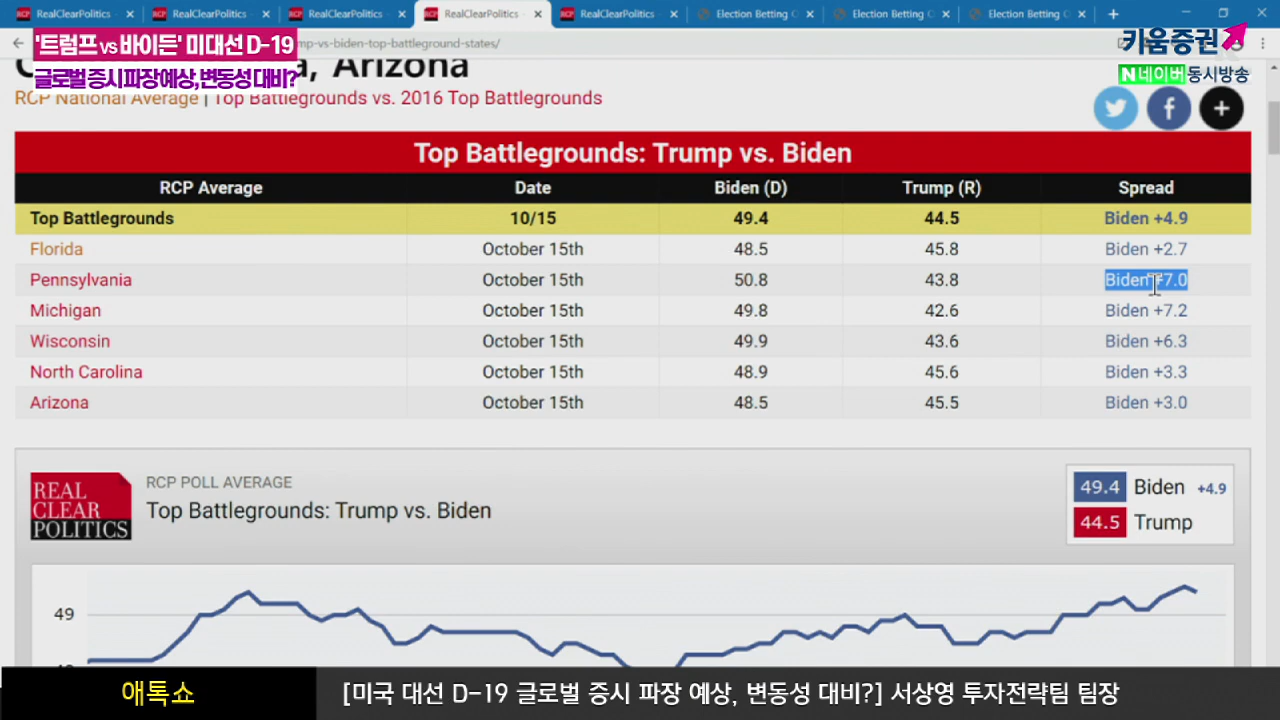 RealClearPolitics
RealClearPolitics
RealClearPolitics
RealClearPolitics
RealClearPolitics
Election Betting
Election Betting
Election Betting
'트럼프 vs 바이든' 미대선 D-19
글로벌 증시 파장 예상, 변동성 대비?
mp-vs-biden-top-battleground-states/
키움증권
N 네이버 동시방송
, Arizona
RCP National Average | Top Battlegrounds vs. 2016 Top Battlegrounds
Top Battlegrounds: Trump vs. Biden
RCP Average Date Biden (D) Trump (R) Spread
Top Battlegrounds 10/15 49.4 44.5 Biden +4.9
Florida October 15th 48.5 45.8 Biden +2.7
Pennsylvania October 15th 50.8 43.8 Biden +7.0
Michigan October 15th 49.8 42.6 Biden +7.2
Wisconsin October 15th 49.9 43.6 Biden +6.3
North Carolina October 15th 48.9 45.6 Biden +3.3
Arizona October 15th 48.5 45.5 Biden +3.0
REAL
CLEAR
POLITICS
RCP POLL AVERAGE
Top Battlegrounds: Trump vs. Biden
49.4 Biden +4.9
44.5 Trump
49
애톡쇼
[미국 대선 D-19 글로벌 증시 파장 예상, 변동성 대비?] 서상영 투자전략팀 팀장